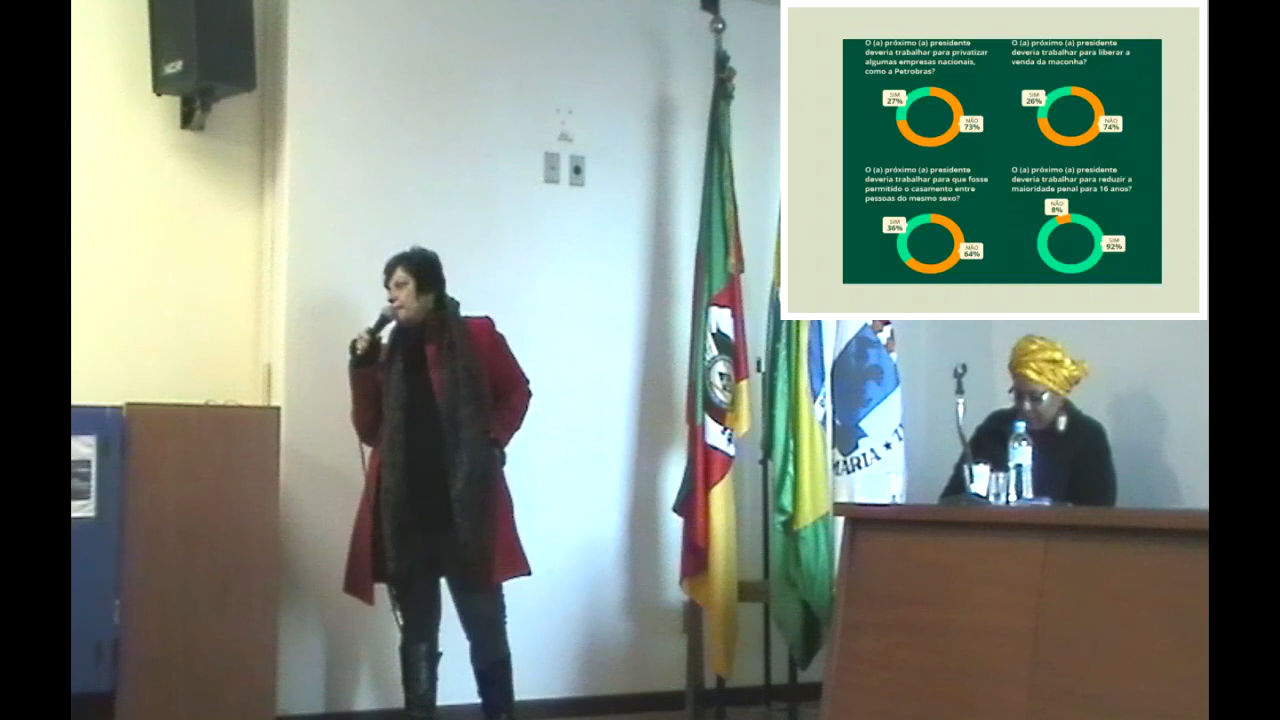 O (a) próximo (a) presidente
deveria trabalhar para privatizar
algumas empresas nacionais,
como a Petrobras?
SIM
27%
NÃO
73%
O (a) próximo (a) presidente
deveria trabalhar para liberar a
venda da maconha?
SIM
26%
NÃO
74%
O (a) próximo (a) presidente
deveria trabalhar para que fosse
permitido o casamento entre
pessoas do mesmo sexo?
SIM
36%
NÃO
64%
O (a) próximo (a) presidente
deveria trabalhar para reduzir a
maioridade penal para 16 anos?
NÃO
8%
SIM
92%
MARIA ★